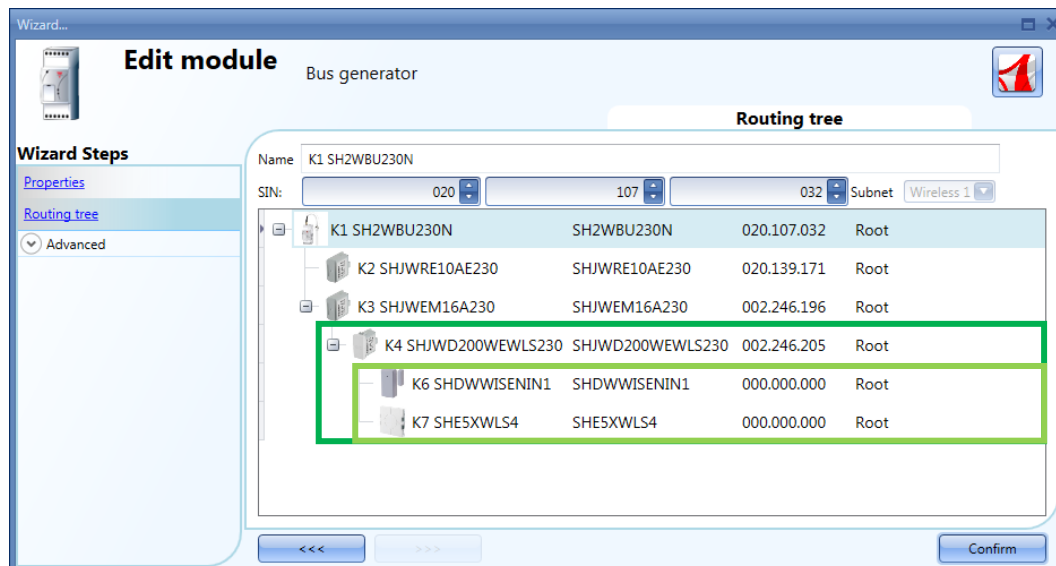 Wizard...
Edit module
Bus generator
Routing tree
Wizard Steps
Properties
Routing tree
Advanced
Name K1 SH2WBU230N
SIN: 020 107 032 Subnet Wireless 1
K1 SH2WBU230N SH2WBU230N 020.107.032 Root
K2 SHJWRE10AE230 SHJWRE10AE230 020.139.171 Root
K3 SHJWEM16A230 SHJWEM16A230 002.246.196 Root
K4 SHJWD200WEWLS230 SHJWD200WEWLS230 002.246.205 Root
K6 SHDWWISENIN1 SHDWWISENIN1 000.000.000 Root
K7 SHE5XWLS4 SHE5XWLS4 000.000.000 Root
<<< >>> Confirm